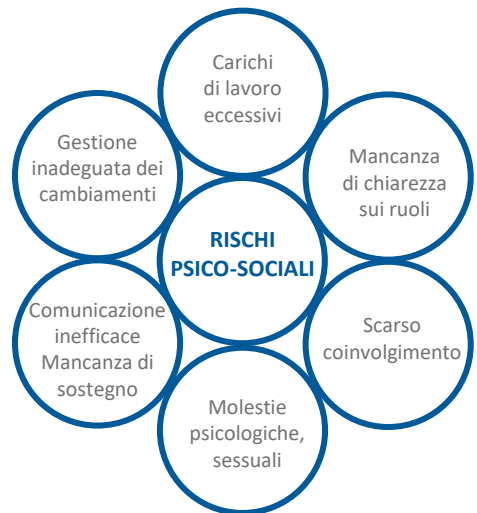 Carichi
di lavoro
eccessivi
Gestione
inadeguata dei
cambiamenti
Mancanza
di chiarezza
sui ruoli
RISCHI
PSICO-SOCIALI
Comunicazione
inefficace
Mancanza di
sostegno
Scarso
coinvolgimento
Molestie
psicologiche,
sessuali